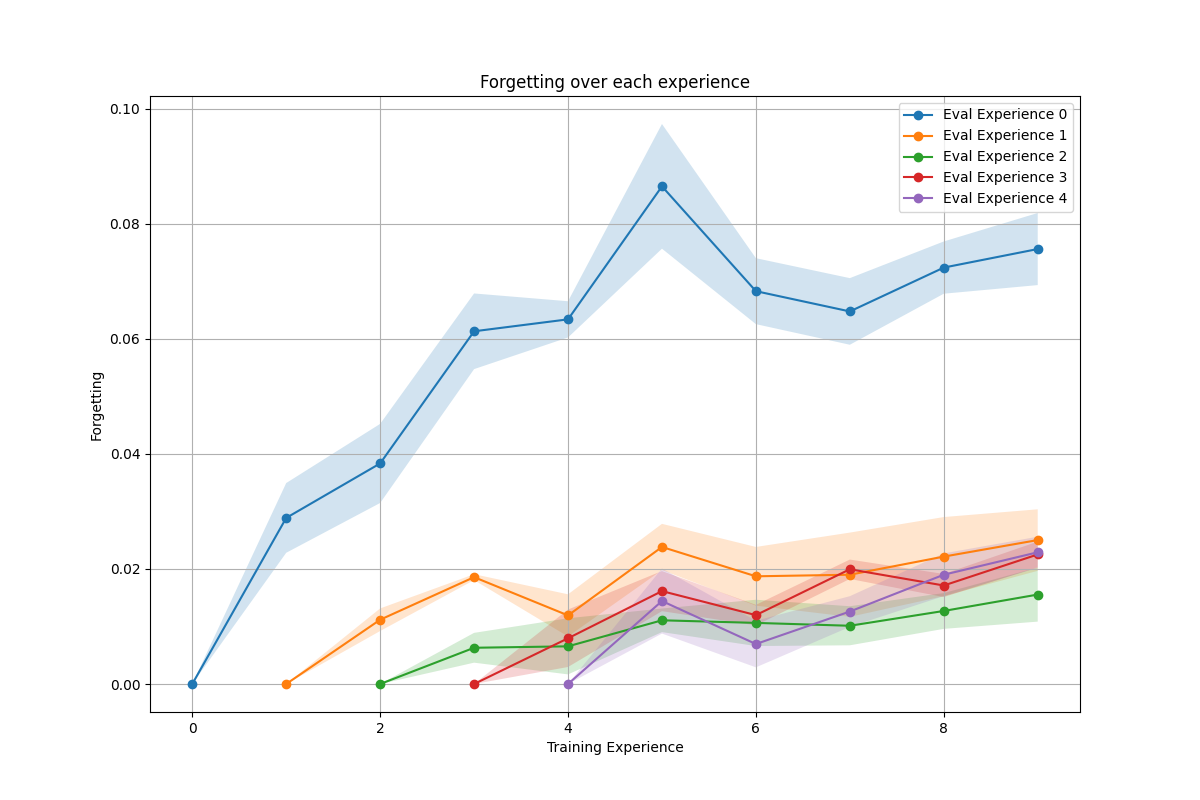 Forgetting over each experience
Eval Experience 0
Eval Experience 1
Eval Experience 2
Eval Experience 3
Eval Experience 4
0.10
0.08
0.06
0.04
0.02
0.00
Forgetting
0 2 4 6 8
Training Experience